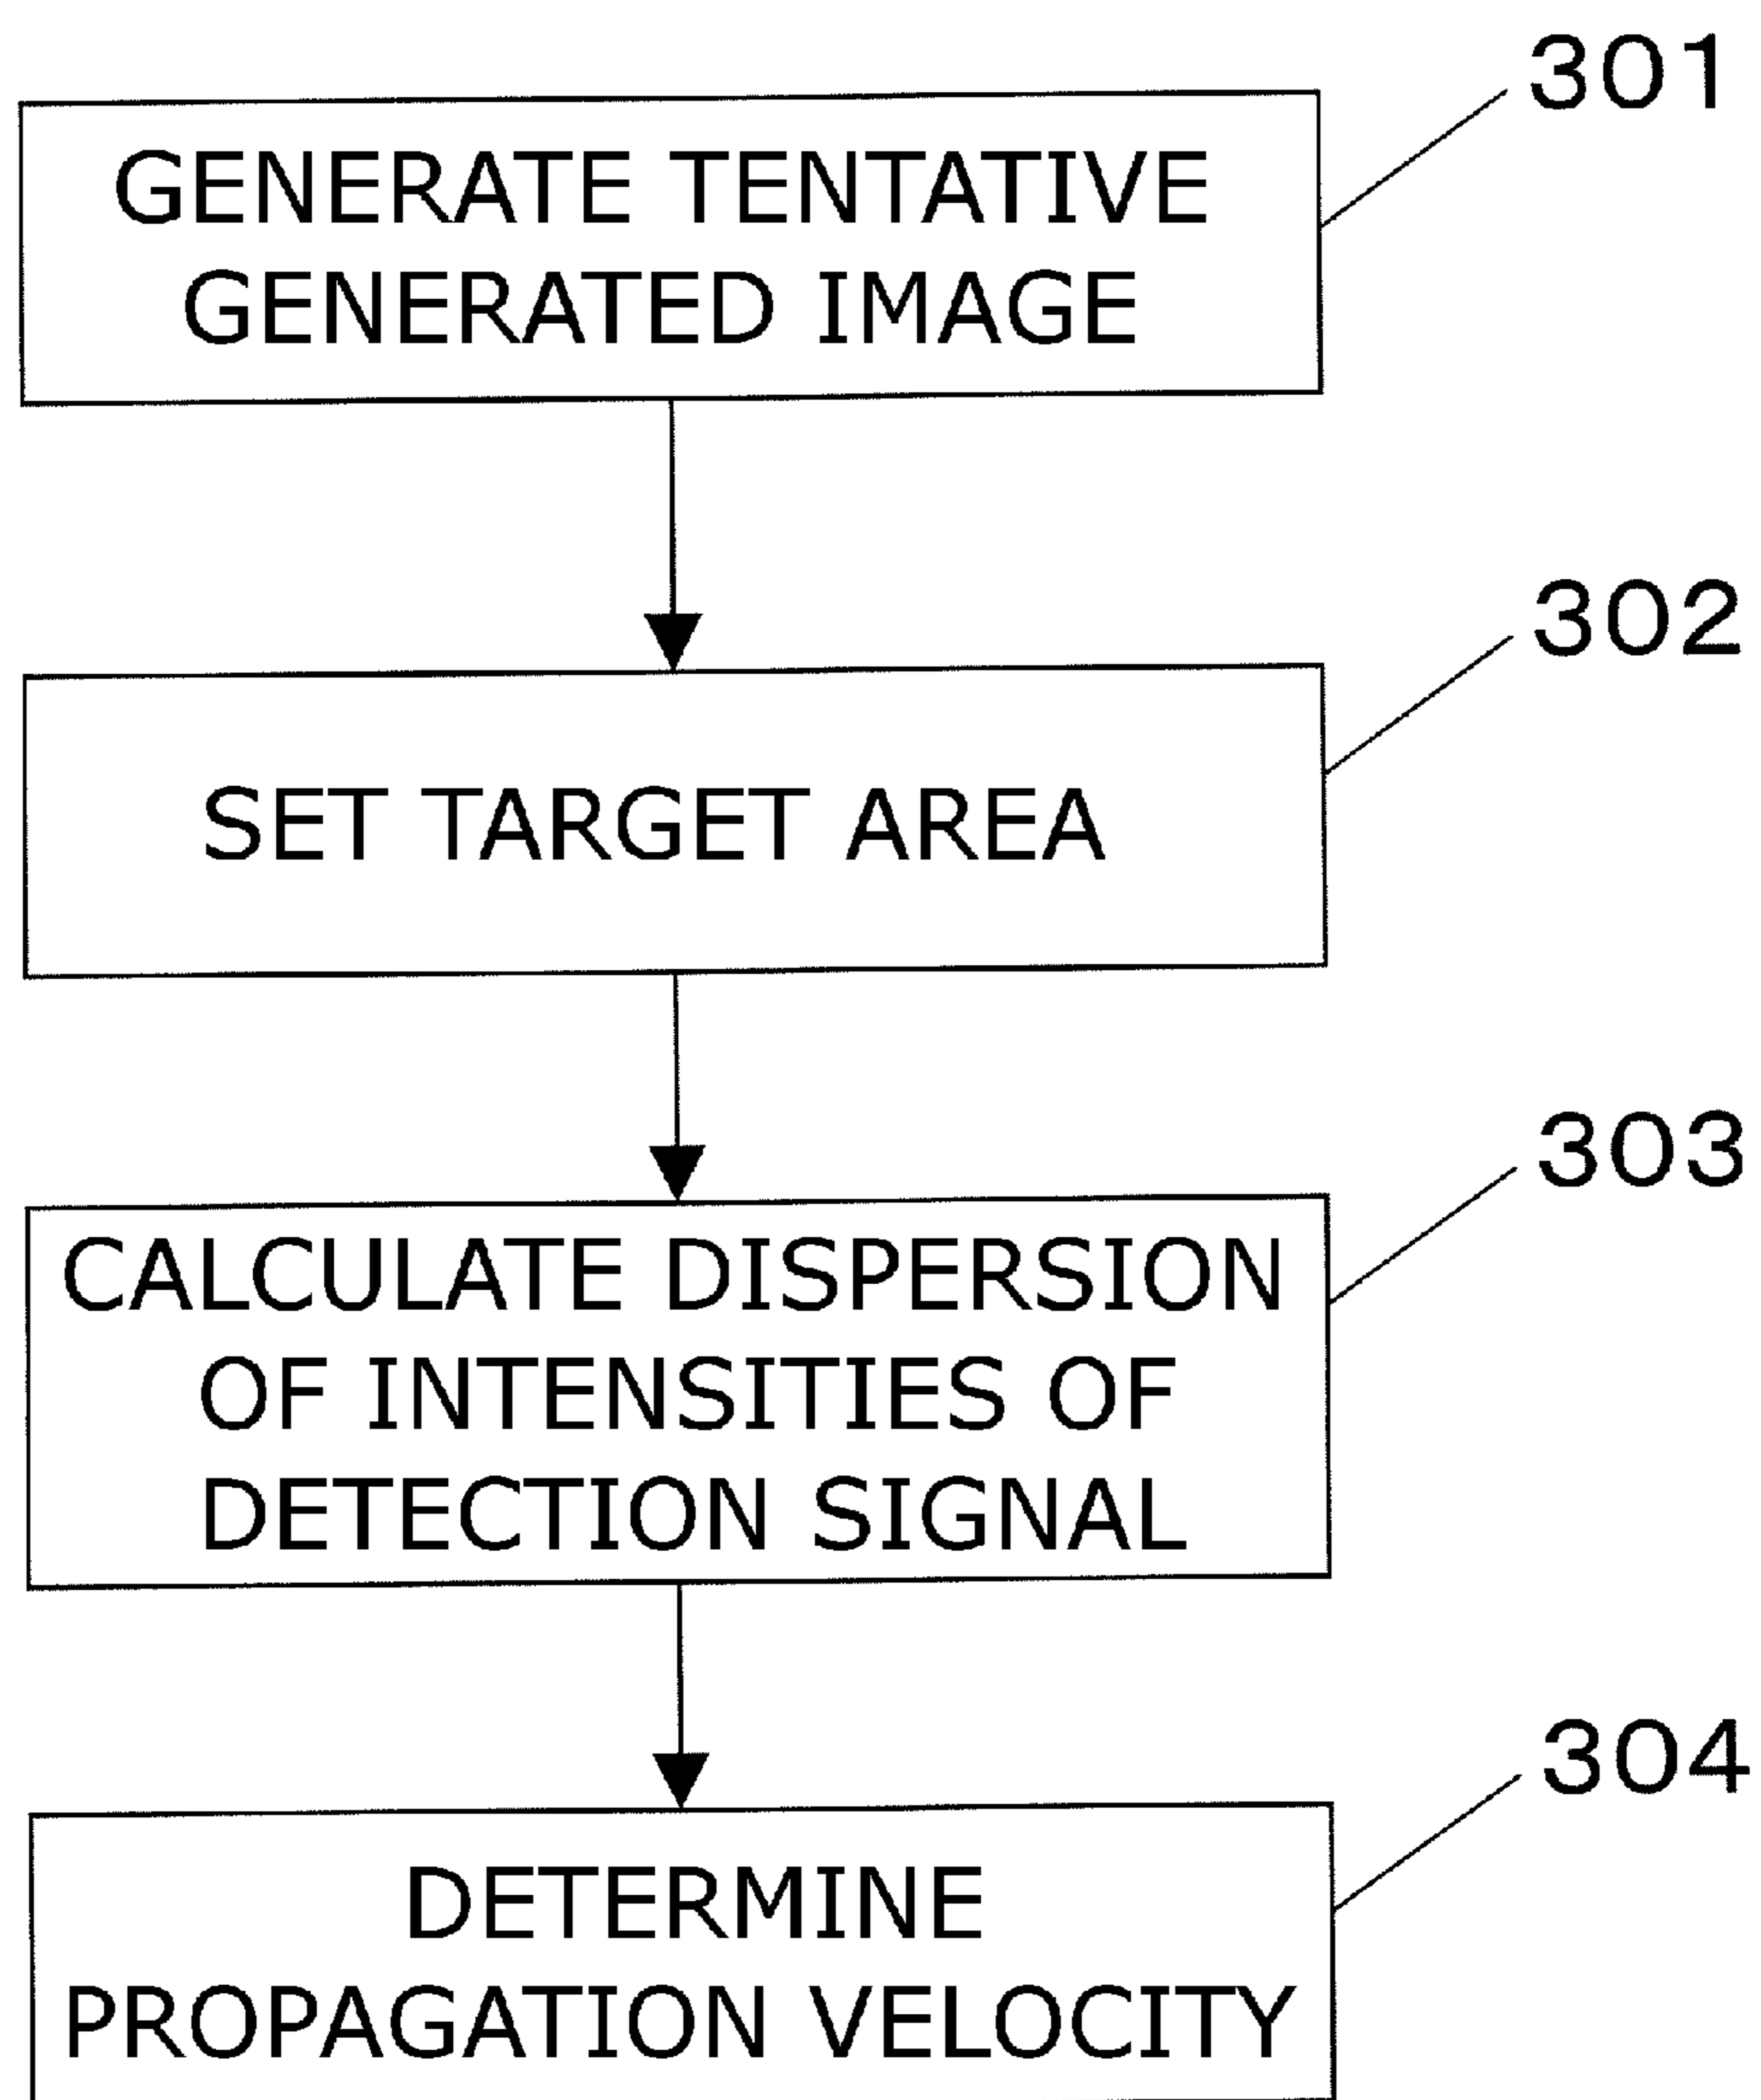 301
GENERATE TENTATIVE
GENERATED IMAGE
302
SET TARGET AREA
303
CALCULATE DISPERSION
OF INTENSITIES OF
DETECTION SIGNAL
304
DETERMINE
PROPAGATION VELOCITY